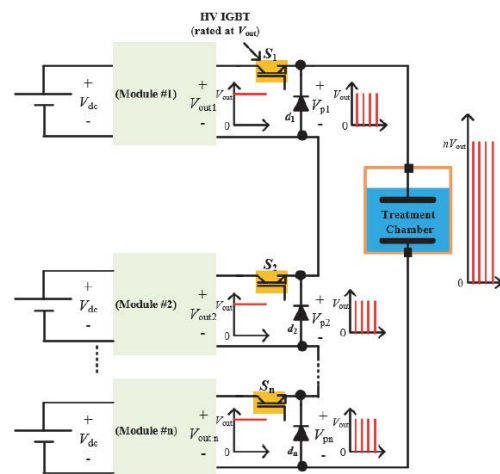 HV IGBT
(rated at Vout)
S1
+
Vdc
-
(Module #1)
+
Vout1
-
Vout
0
d1
+
Vp1
-
Vout
0
nVout
0
Treatment
Chamber
S2
+
Vdc
-
(Module #2)
+
Vout2
-
Vout
0
d2
+
Vp2
-
Vout
0
Sn
+
Vdc
-
(Module #n)
+
Vout n
-
Vout
0
dn
+
Vpn
-
Vout
0